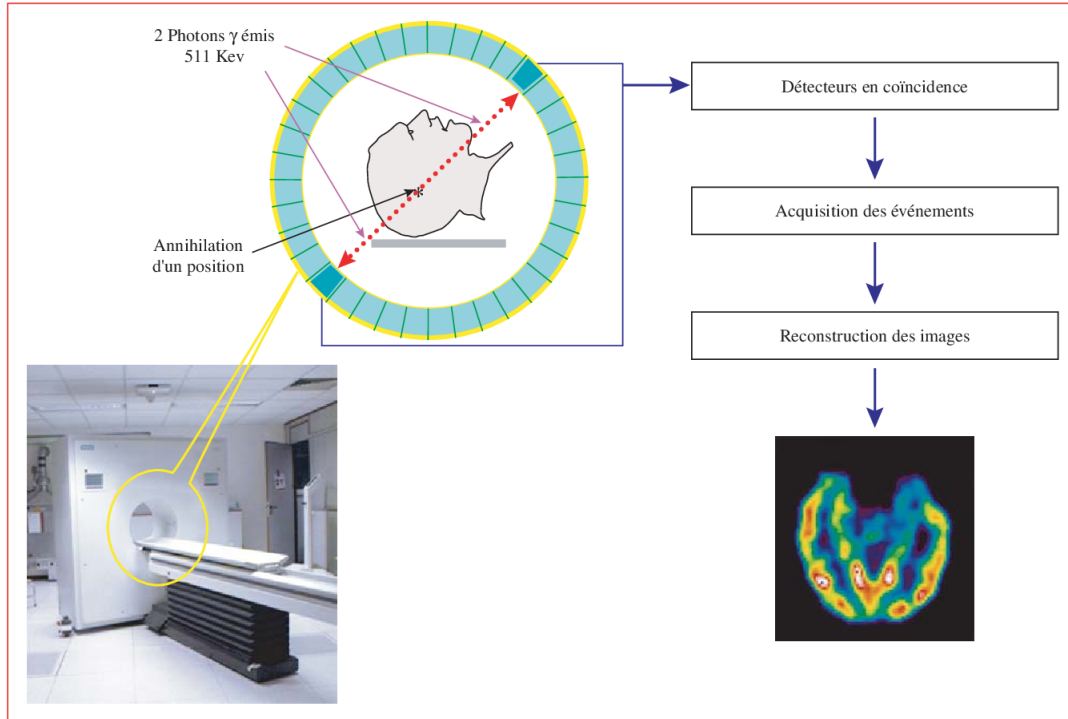 2 Photons γ émis
511 Kev
Détecteurs en coïncidence
Acquisition des événements
Annihilation
d'un position
Reconstruction des images